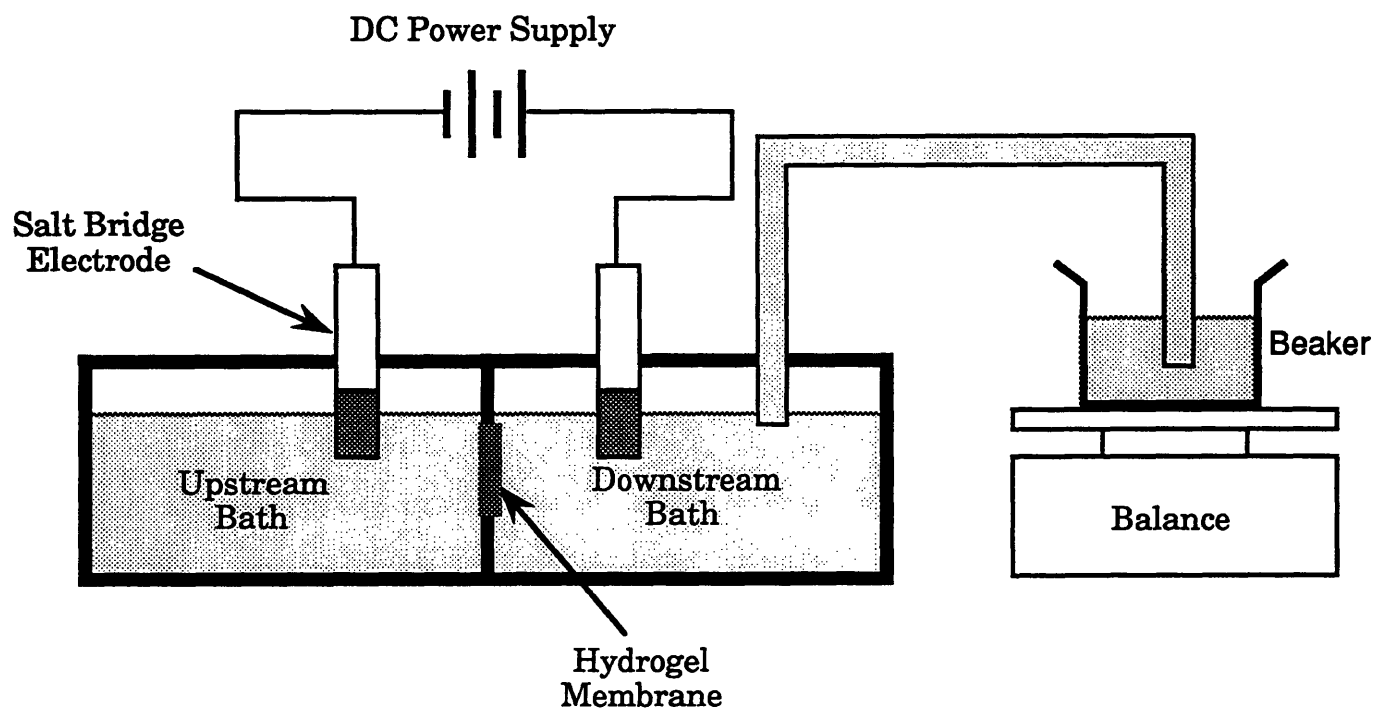 DC Power Supply
Salt Bridge
Electrode
Beaker
Upstream
Bath
Downstream
Bath
Balance
Hydrogel
Membrane